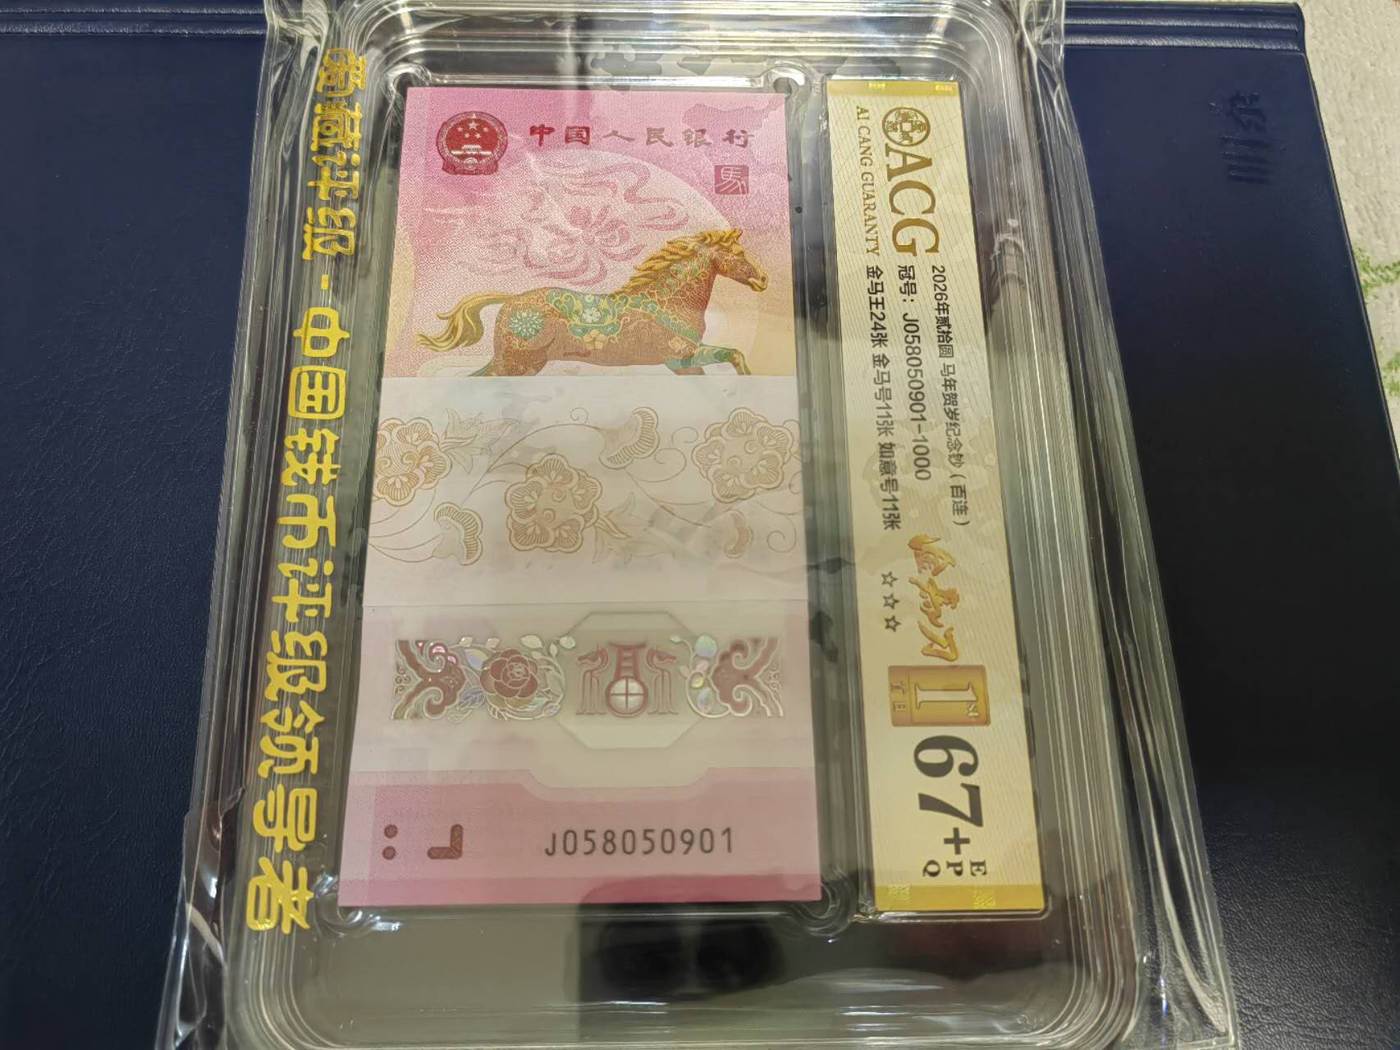 爱藏评级-中国钱币评级领导者
中国人民银行
馬
J058050901
ACG
AI CANG GUARANTY
2026年贰拾圆 马年贺岁纪念钞（百连）
冠号：J058050901-1000
金马王24张 金马号11张 如意号11张
☆☆☆
1ST
67+
E
P
Q